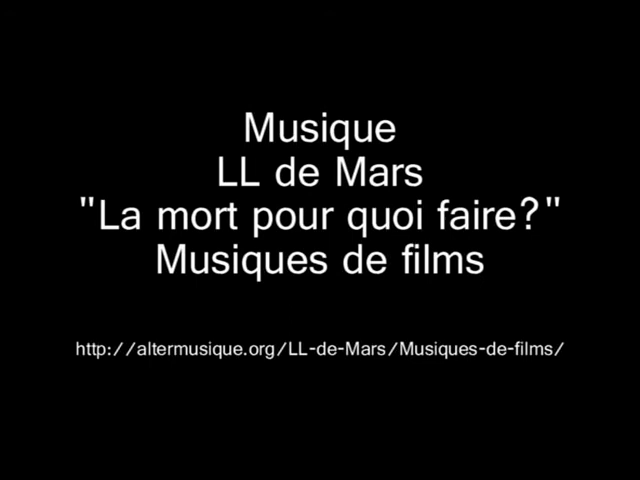 Musique
LL de Mars
"La mort pour quoi faire?"
Musiques de films
http://altermusique.org/LL-de-Mars/Musiques-de-films/